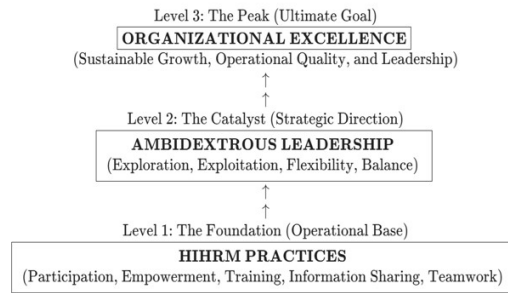 Level 3: The Peak (Ultimate Goal)
ORGANIZATIONAL EXCELLENCE
(Sustainable Growth, Operational Quality, and Leadership)
↑
↑
Level 2: The Catalyst (Strategic Direction)
AMBIDEXTROUS LEADERSHIP
(Exploration, Exploitation, Flexibility, Balance)
↑
↑
Level 1: The Foundation (Operational Base)
HIHRM PRACTICES
(Participation, Empowerment, Training, Information Sharing, Teamwork)